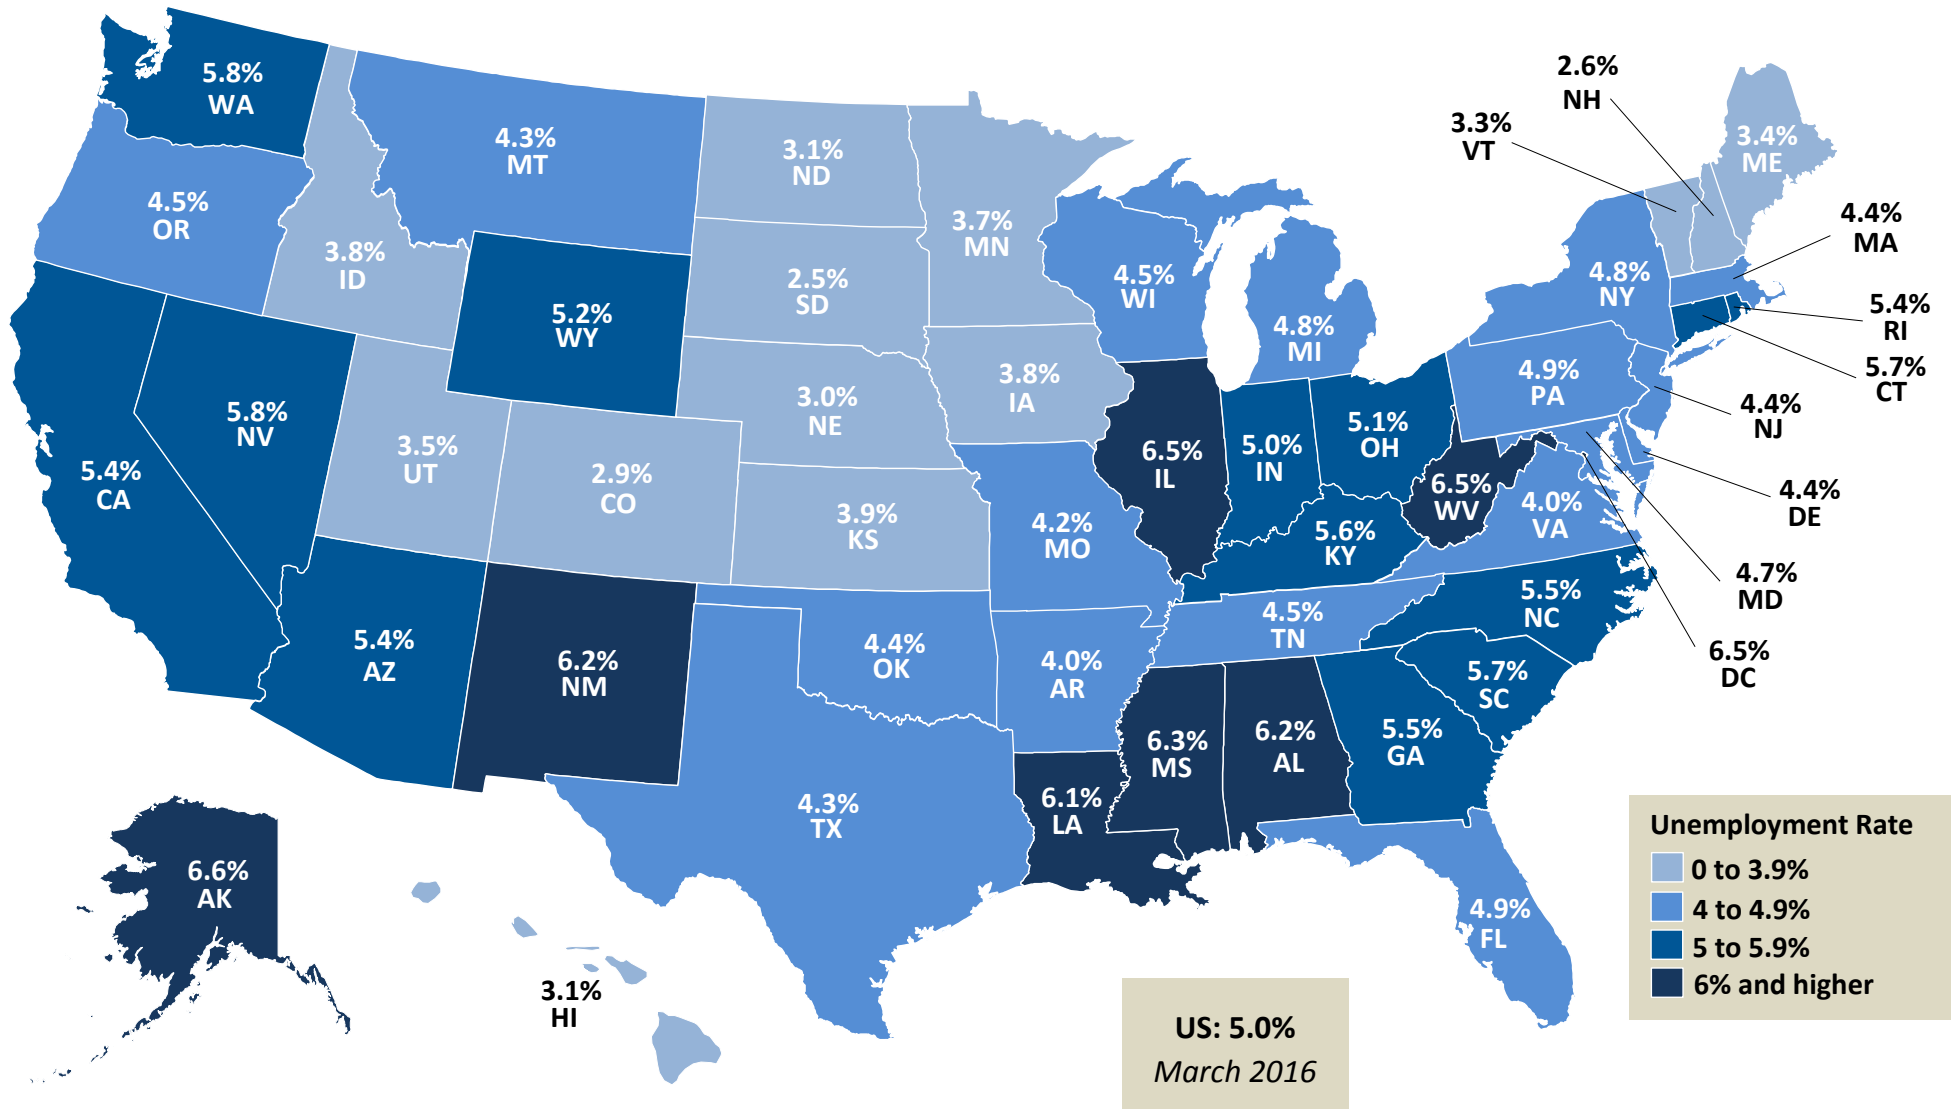 5.8%
WA
4.5%
OR
5.4%
CA
5.8%
NV
3.8%
ID
4.3%
MT
5.2%
WY
3.5%
UT
2.9%
CO
5.4%
AZ
6.2%
NM
3.1%
ND
2.5%
SD
3.0%
NE
3.9%
KS
4.4%
OK
4.3%
TX
3.7%
MN
3.8%
IA
4.2%
MO
4.0%
AR
6.1%
LA
4.5%
WI
6.5%
IL
4.8%
MI
5.0%
IN
5.1%
OH
5.6%
KY
4.5%
TN
6.3%
MS
6.2%
AL
5.5%
GA
4.9%
FL
5.7%
SC
5.5%
NC
4.0%
VA
6.5%
WV
4.9%
PA
4.8%
NY
3.3%
VT
2.6%
NH
3.4%
ME
4.4%
MA
5.4%
RI
5.7%
CT
4.4%
NJ
4.4%
DE
4.7%
MD
6.5%
DC
6.6%
AK
3.1%
HI
US: 5.0%
March 2016
Unemployment Rate
0 to 3.9%
4 to 4.9%
5 to 5.9%
6% and higher